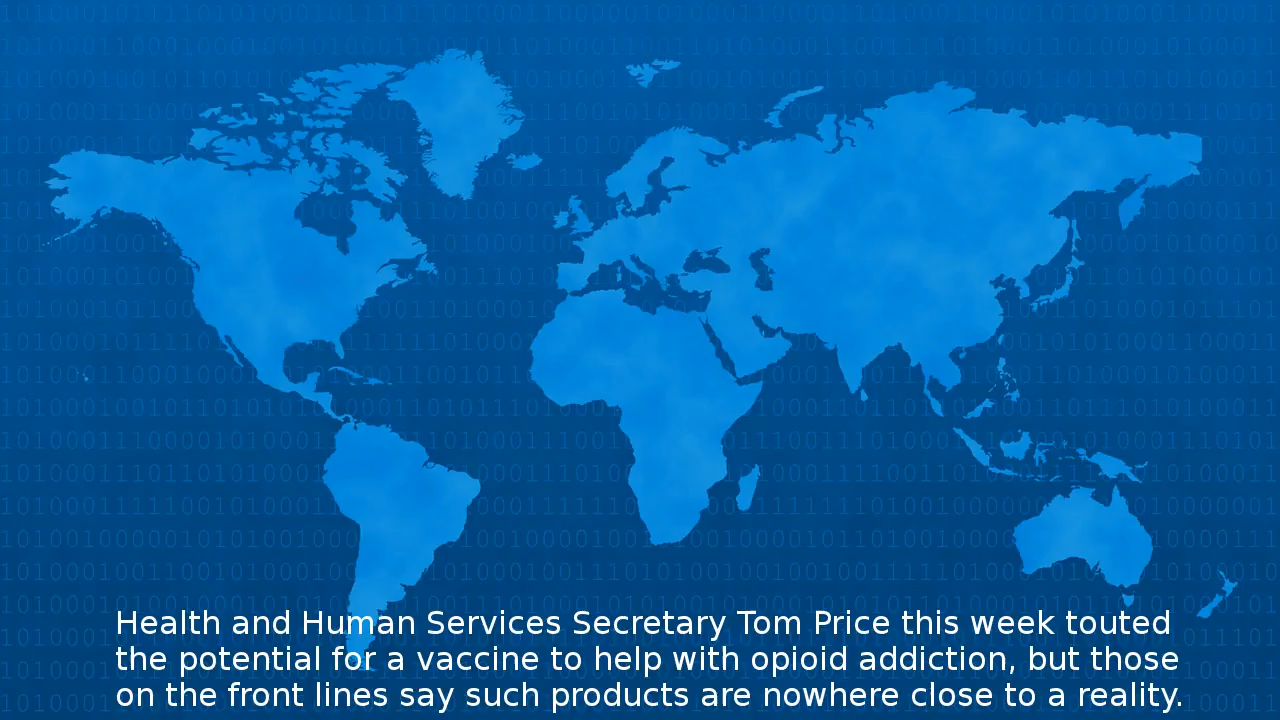 Health and Human Services Secretary Tom Price this week touted
the potential for a vaccine to help with opioid addiction, but those
on the front lines say such products are nowhere close to a reality.